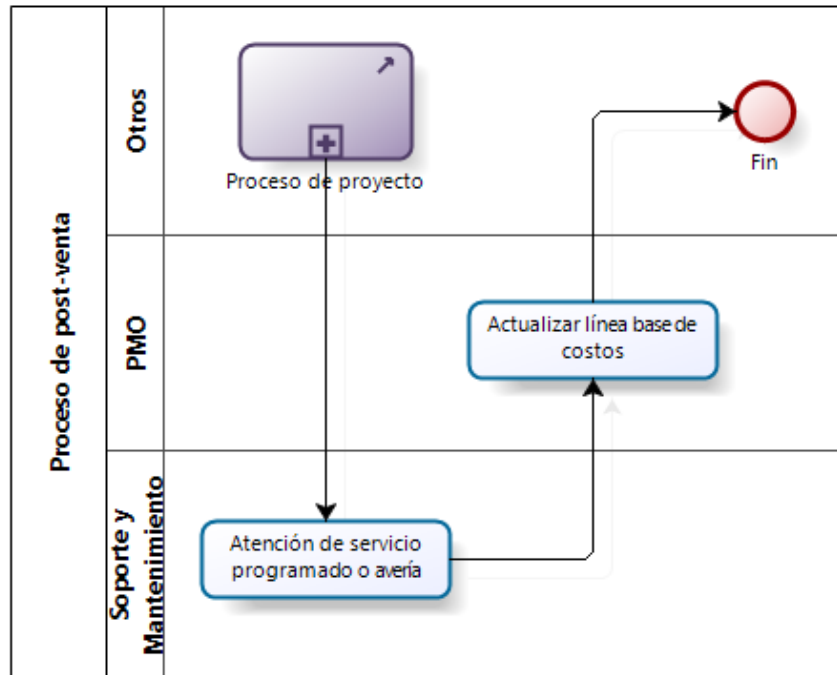 Proceso de post-venta
Otros
Proceso de proyecto
Fin
PMO
Actualizar línea base de
costos
Soporte y
Mantenimiento
Atención de servicio
programado o avería